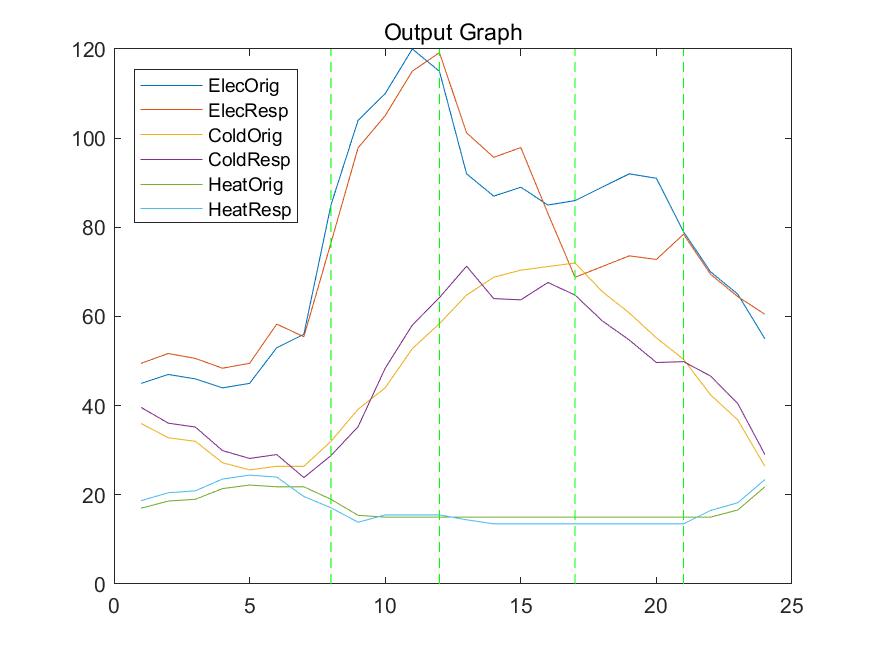 Output Graph
120
100
80
60
40
20
0
ElecOrig
ElecResp
ColdOrig
ColdResp
HeatOrig
HeatResp
0 5 10 15 20 25